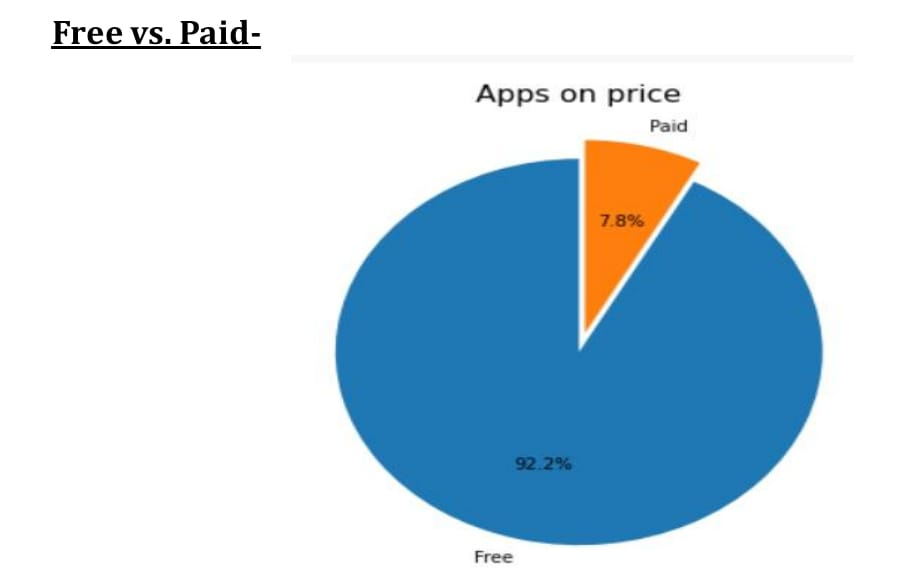 Free vs. Paid-
Apps on price
Paid
7.8%
92.2%
Free